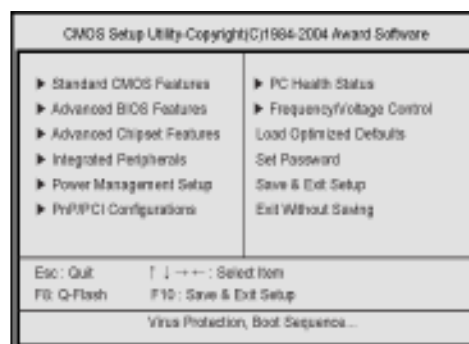 CMOS Setup Utility-Copyright(C)1984-2004 Award Software
▶ Standard CMOS Features
▶ Advanced BIOS Features
▶ Advanced Chipset Features
▶ Integrated Peripherals
▶ Power Management Setup
▶ PnP/PCI Configurations
▶ PC Health Status
▶ Frequency/Voltage Control
Load Optimized Defaults
Set Password
Save & Exit Setup
Exit Without Saving
Esc : Quit ↑ ↓ → ← : Select Item
F8: Q-Flash F10 : Save & Exit Setup
Virus Protection, Boot Sequence...